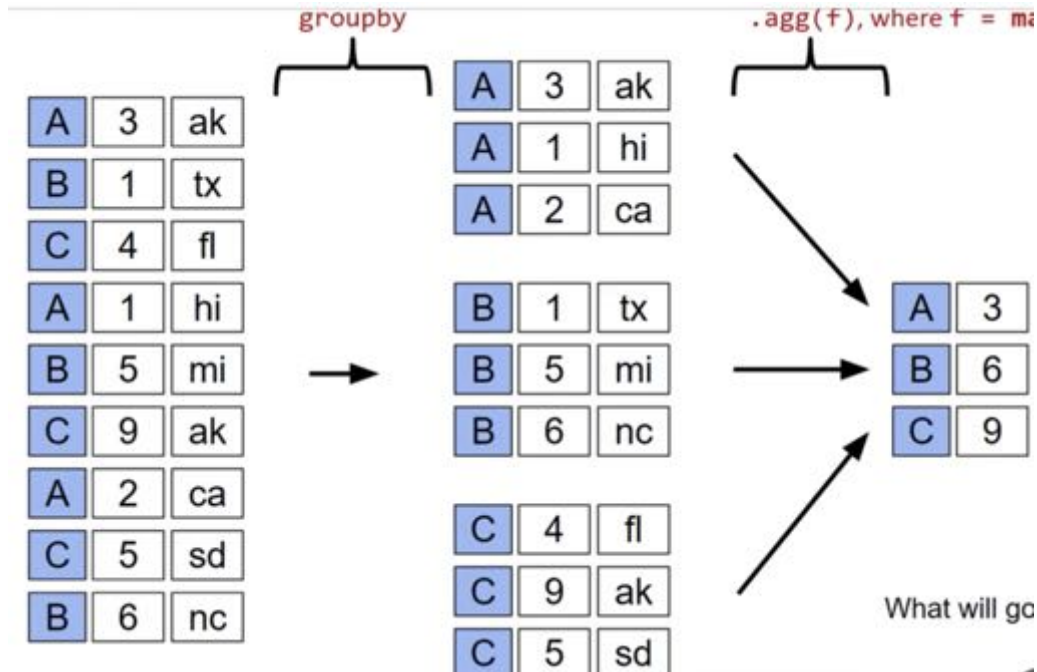 groupby
.agg(f), where f = ma
A 3 ak
B 1 tx
C 4 fl
A 1 hi
B 5 mi
C 9 ak
A 2 ca
C 5 sd
B 6 nc
A 3 ak
A 1 hi
A 2 ca
B 1 tx
B 5 mi
B 6 nc
C 4 fl
C 9 ak
C 5 sd
A 3
B 6
C 9
What will go